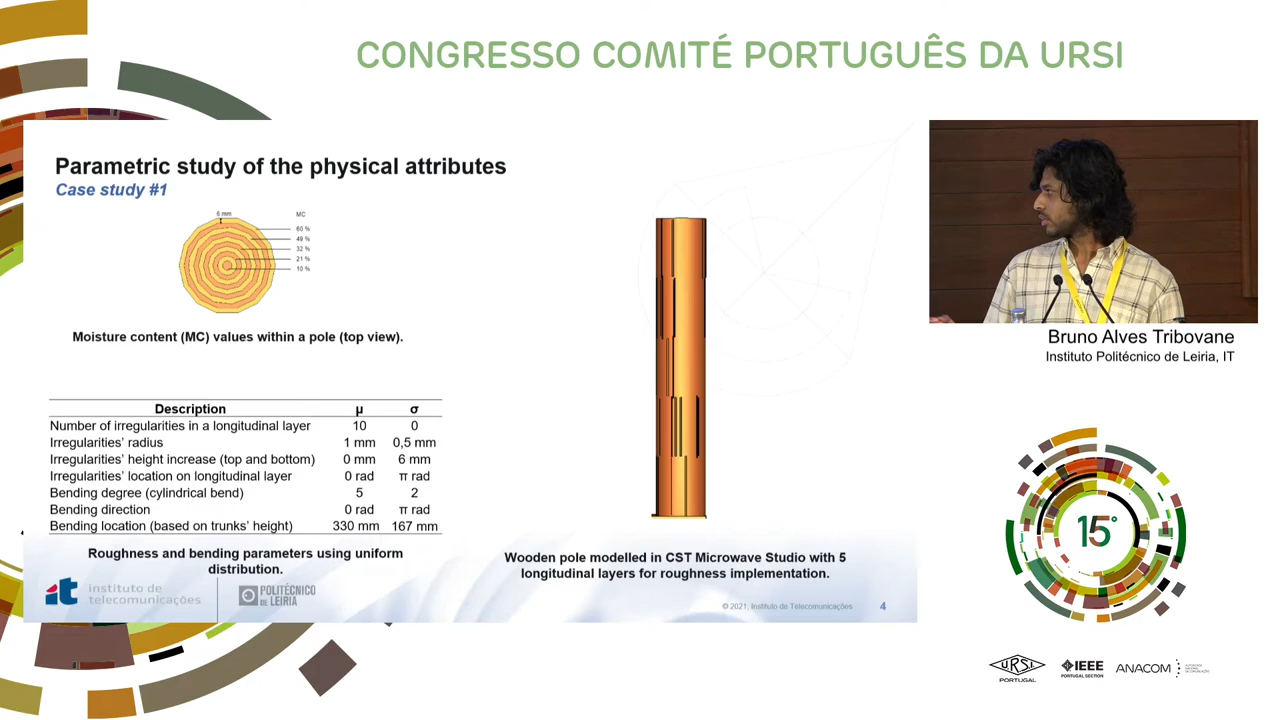 CONGRESSO COMITÉ PORTUGUÊS DA URSI
Parametric study of the physical attributes
Case study #1
6 mm
MC
60 %
49 %
32 %
21 %
10 %
Moisture content (MC) values within a pole (top view).
Description μ σ
Number of irregularities in a longitudinal layer 10 0
Irregularities' radius 1 mm 0,5 mm
Irregularities' height increase (top and bottom) 0 mm 6 mm
Irregularities' location on longitudinal layer 0 rad π rad
Bending degree (cylindrical bend) 5 2
Bending direction 0 rad π rad
Bending location (based on trunks' height) 330 mm 167 mm
Roughness and bending parameters using uniform
distribution.
Wooden pole modelled in CST Microwave Studio with 5
longitudinal layers for roughness implementation.
it instituto de
telecomunicações
POLITÉCNICO
DE LEIRIA
© 2021, Instituto de Telecomunicações 4
Bruno Alves Tribovane
Instituto Politécnico de Leiria, IT
15°
URSI
PORTUGAL
IEEE
PORTUGAL SECTION
ANACOM